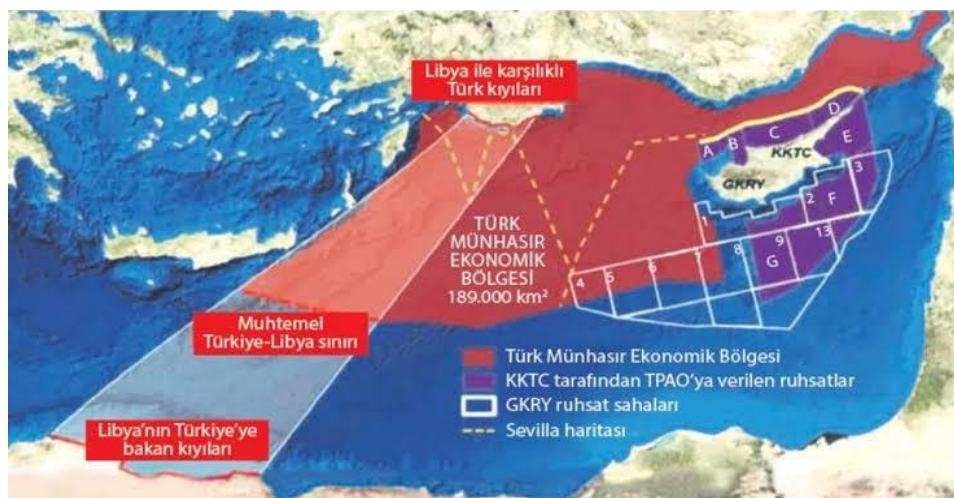 Libya ile karşılıklı
Türk kıyıları
D
C
B
A
E
KKTC
GKRY
3
2
F
1
TÜRK
MÜNHASIR
EKONOMİK
BÖLGESİ
189.000 km²
13
9
8
G
7
6
5
4
Muhtemel
Türkiye-Libya sınırı
Türk Münhasır Ekonomik Bölgesi
KKTC tarafından TPAO'ya verilen ruhsatlar
GKRY ruhsat sahaları
Sevilla haritası
Libya'nın Türkiye'ye
bakan kıyıları